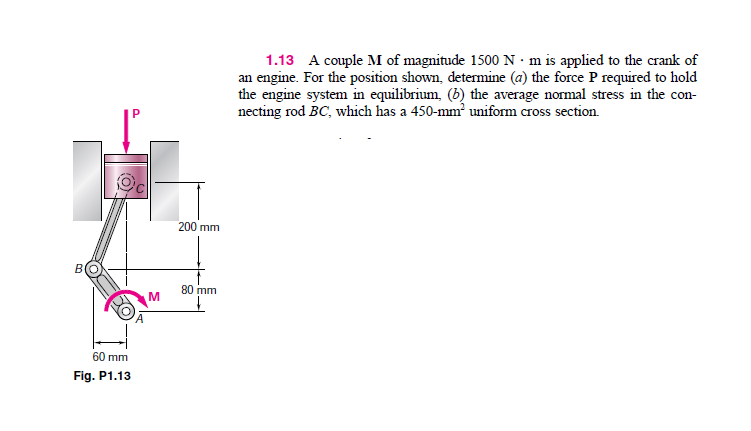 1.13 A couple M of magnitude 1500 N · m is applied to the crank of
an engine. For the position shown, determine (a) the force P required to hold
the engine system in equilibrium, (b) the average normal stress in the con-
necting rod BC, which has a 450-mm² uniform cross section.
P
C
200 mm
B
80 mm
M
A
60 mm
Fig. P1.13